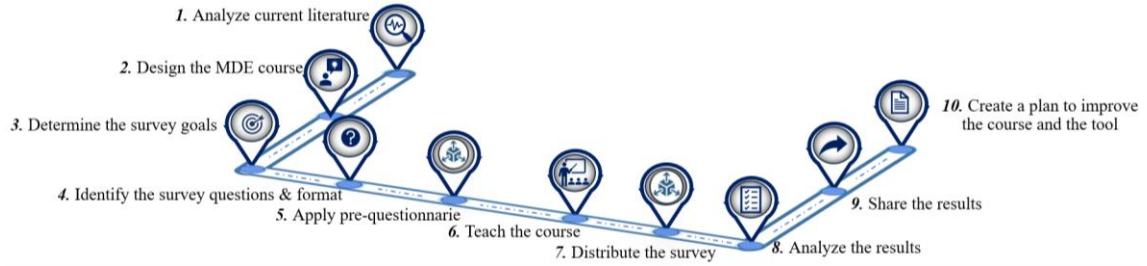 1. Analyze current literature
2. Design the MDE course
3. Determine the survey goals
4. Identify the survey questions & format
5. Apply pre-questionnarie
6. Teach the course
7. Distribute the survey
8. Analyze the results
9. Share the results
10. Create a plan to improve
the course and the tool